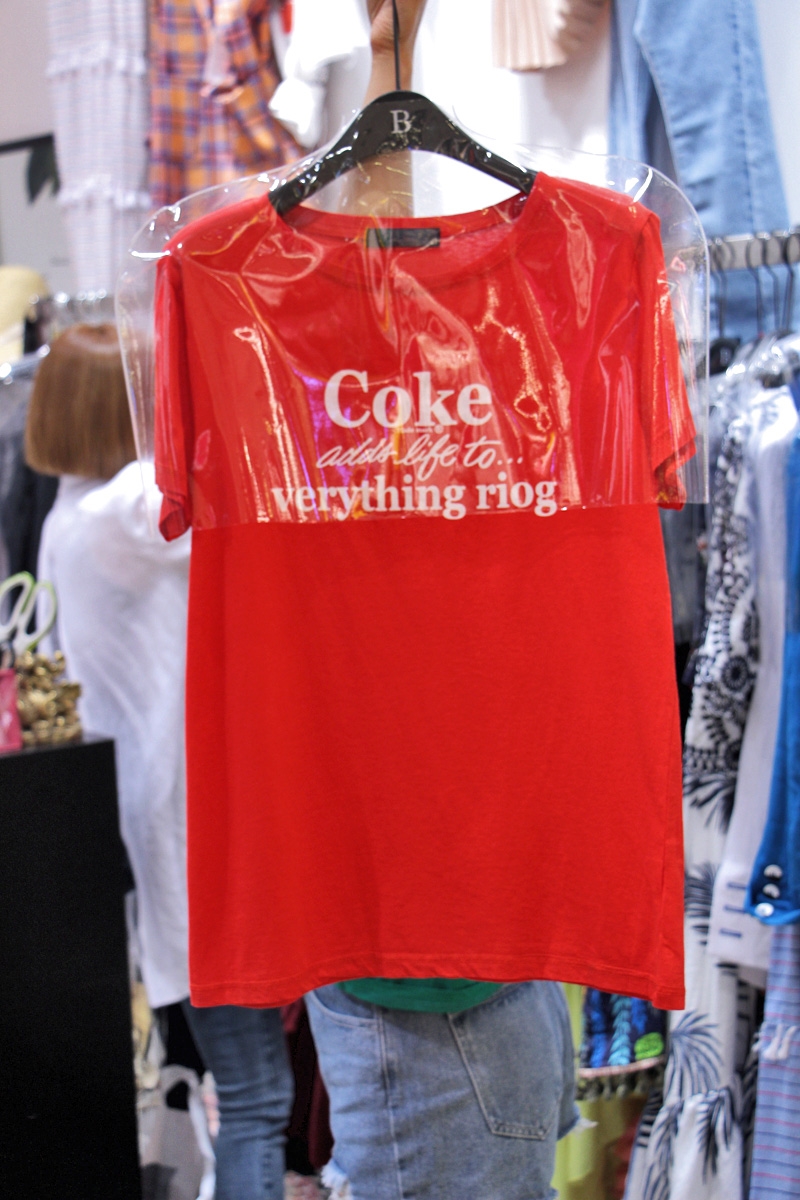 B
Coke
adds life to...
verything riog